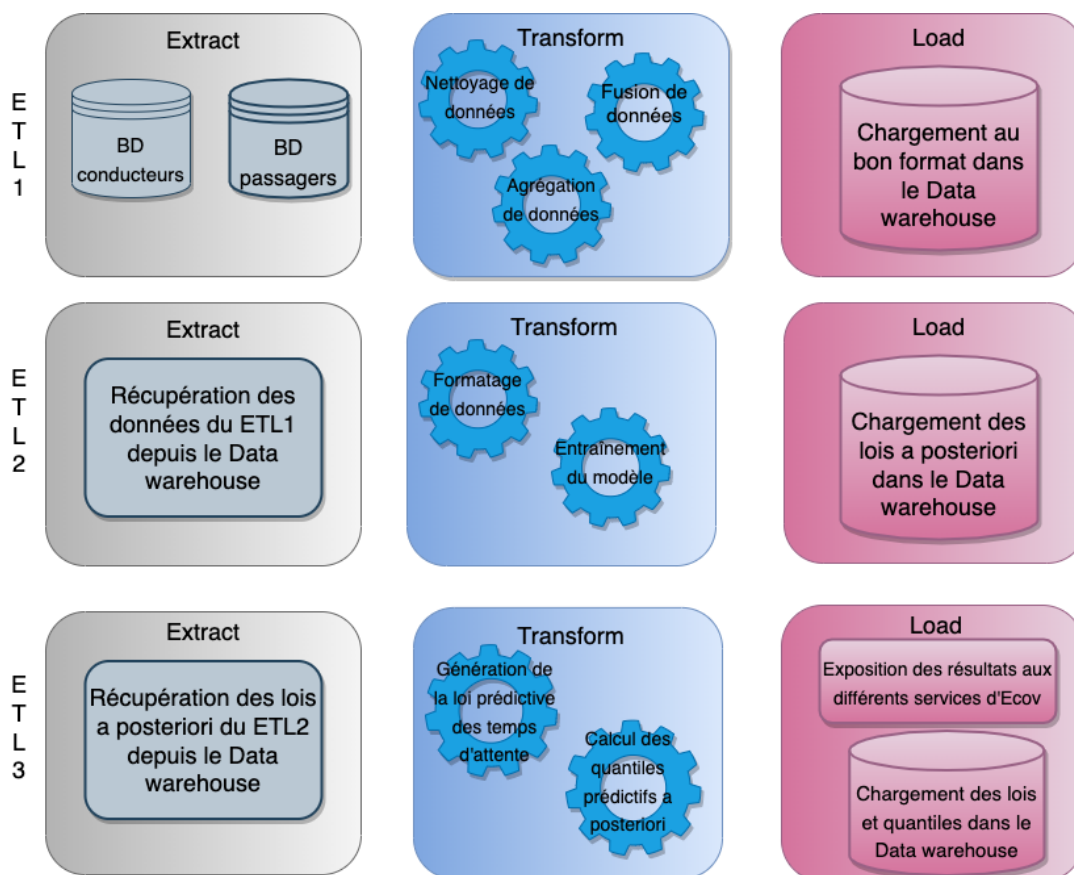 ETL1
Extract
BD
conducteurs
BD
passagers
Transform
Nettoyage de
données
Fusion de
données
Agrégation
de données
Load
Chargement au
bon format dans
le Data
warehouse
ETL2
Extract
Récupération des
données du ETL1
depuis le Data
warehouse
Transform
Formatage
de données
Entraînement
du modèle
Load
Chargement des
lois a posteriori
dans le Data
warehouse
ETL3
Extract
Récupération des lois
a posteriori du ETL2
depuis le Data
warehouse
Transform
Génération de
la loi prédictive
des temps
d'attente
Calcul des
quantiles
prédictifs a
posteriori
Load
Exposition des résultats aux
différents services d'Ecov
Chargement des lois
et quantiles dans le
Data warehouse